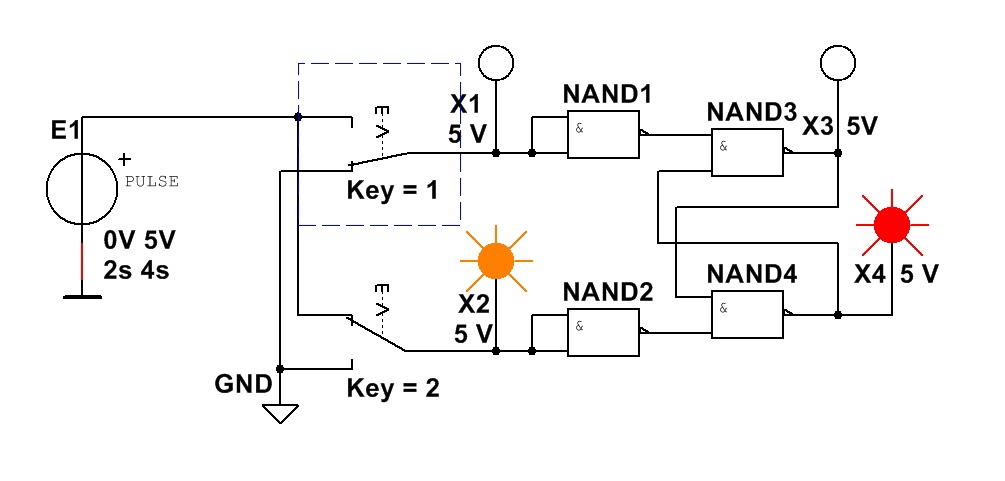 X1
5 V
NAND1
NAND3
X3 5V
E1
+
PULSE
&
&
Key = 1
0V 5V
2s 4s
X2
5 V
NAND2
NAND4
X4 5 V
&
&
GND
Key = 2